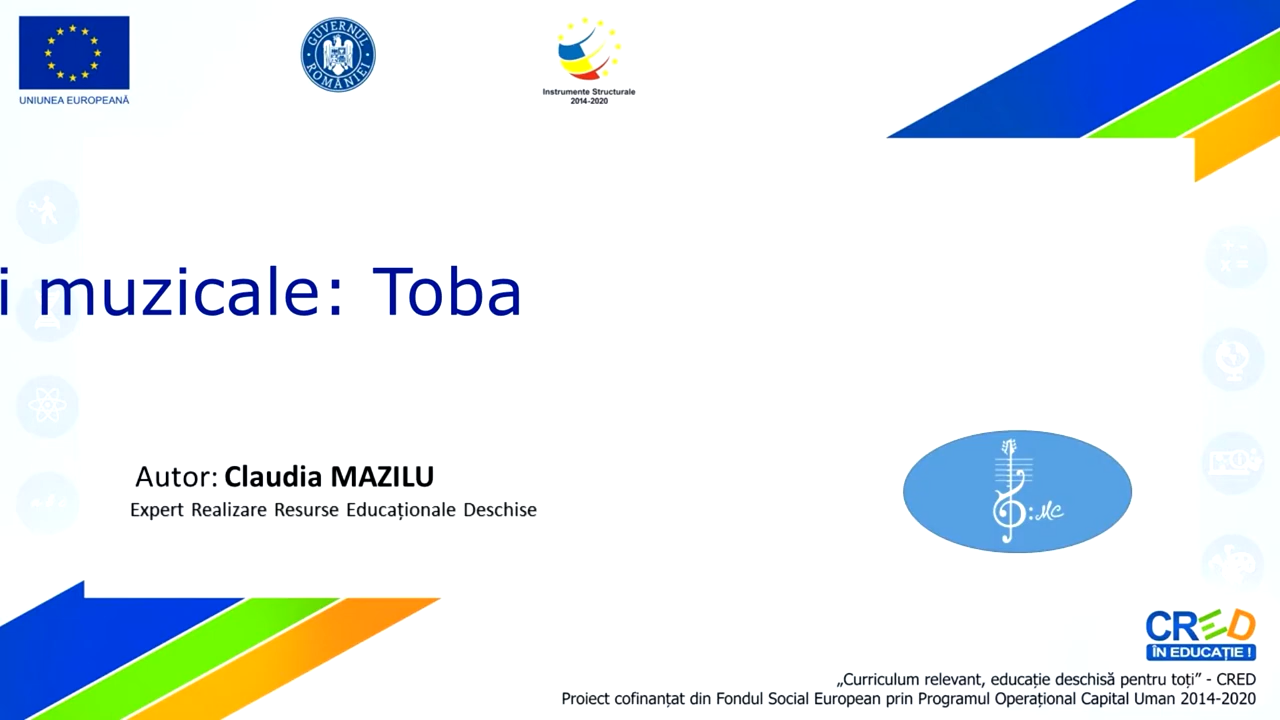 UNIUNEA EUROPEANĂ
GUVERNUL ROMÂNIEI
Instrumente Structurale
2014-2020
i muzicale: Toba
Autor: Claudia MAZILU
Expert Realizare Resurse Educaționale Deschise
:MC
CRED
ÎN EDUCAȚIE !
„Curriculum relevant, educație deschisă pentru toți” - CRED
Proiect cofinanțat din Fondul Social European prin Programul Operațional Capital Uman 2014-2020